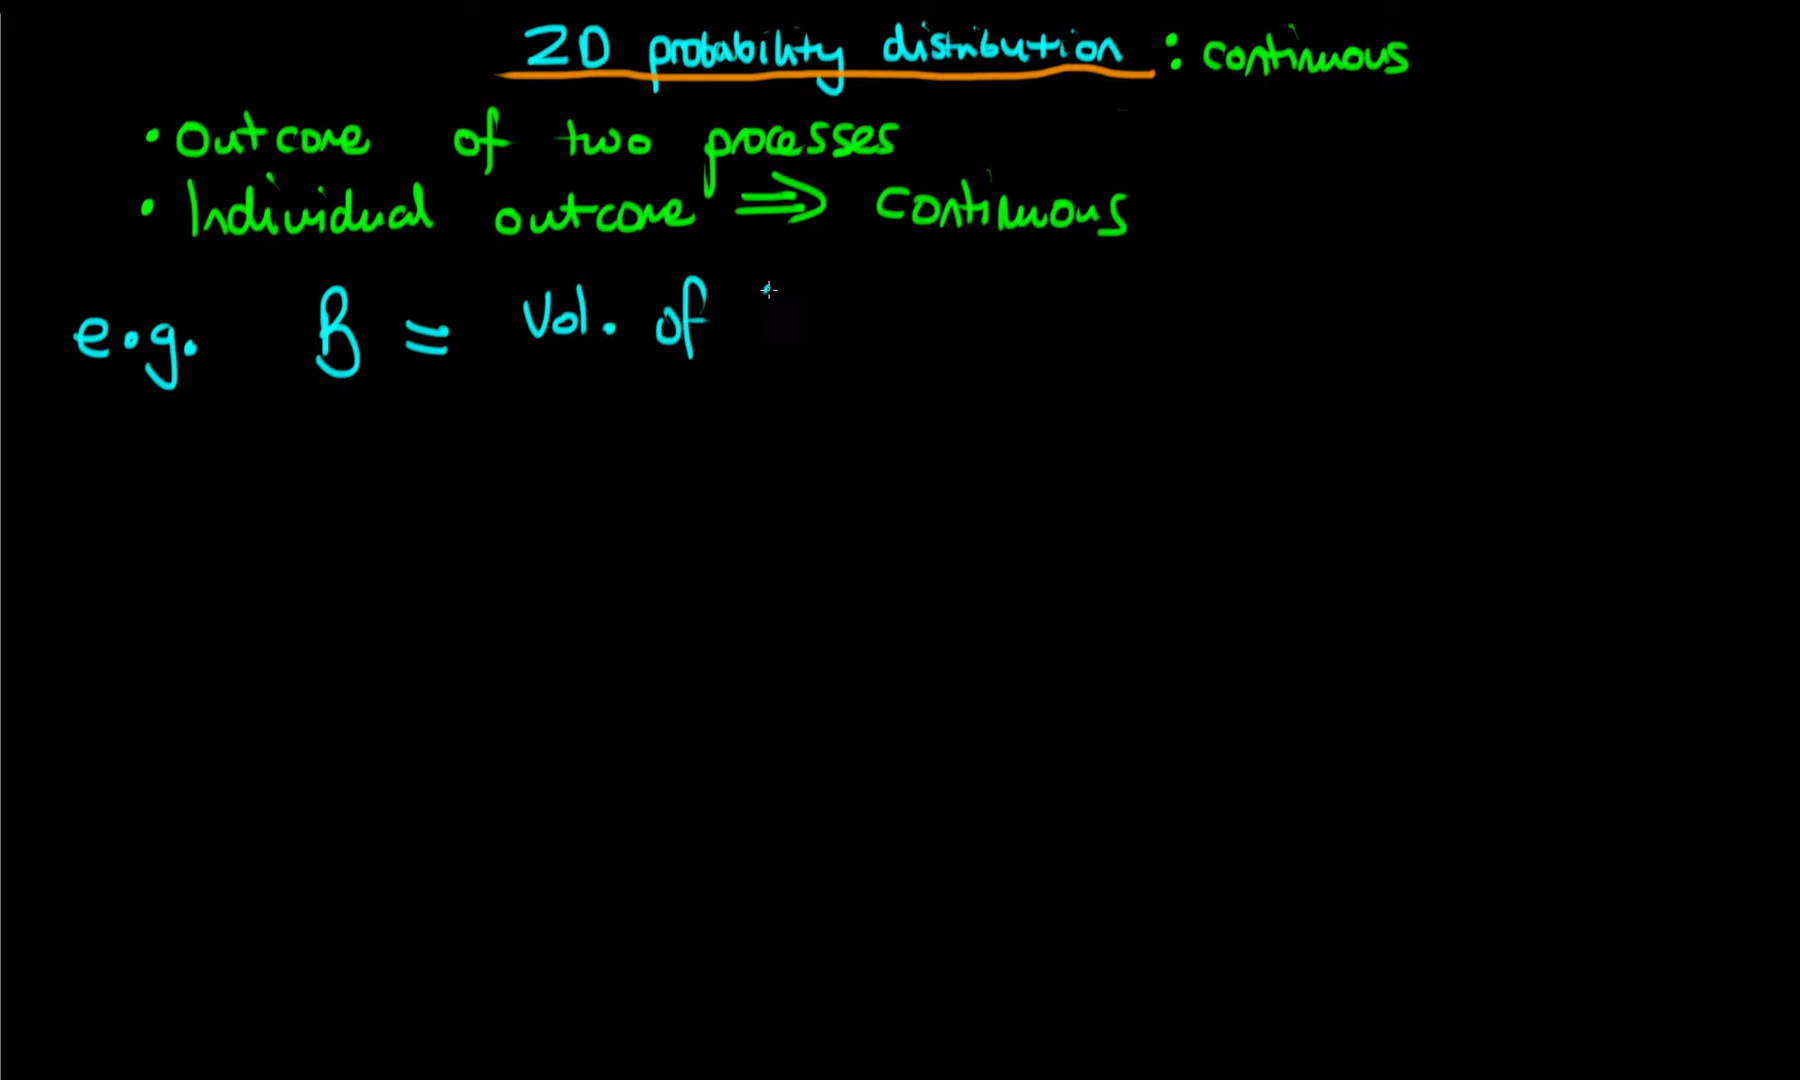 2D probability distribution : continuous
• Outcome of two processes
• Individual outcome ⇒ continuous
e.g. B = Vol. of